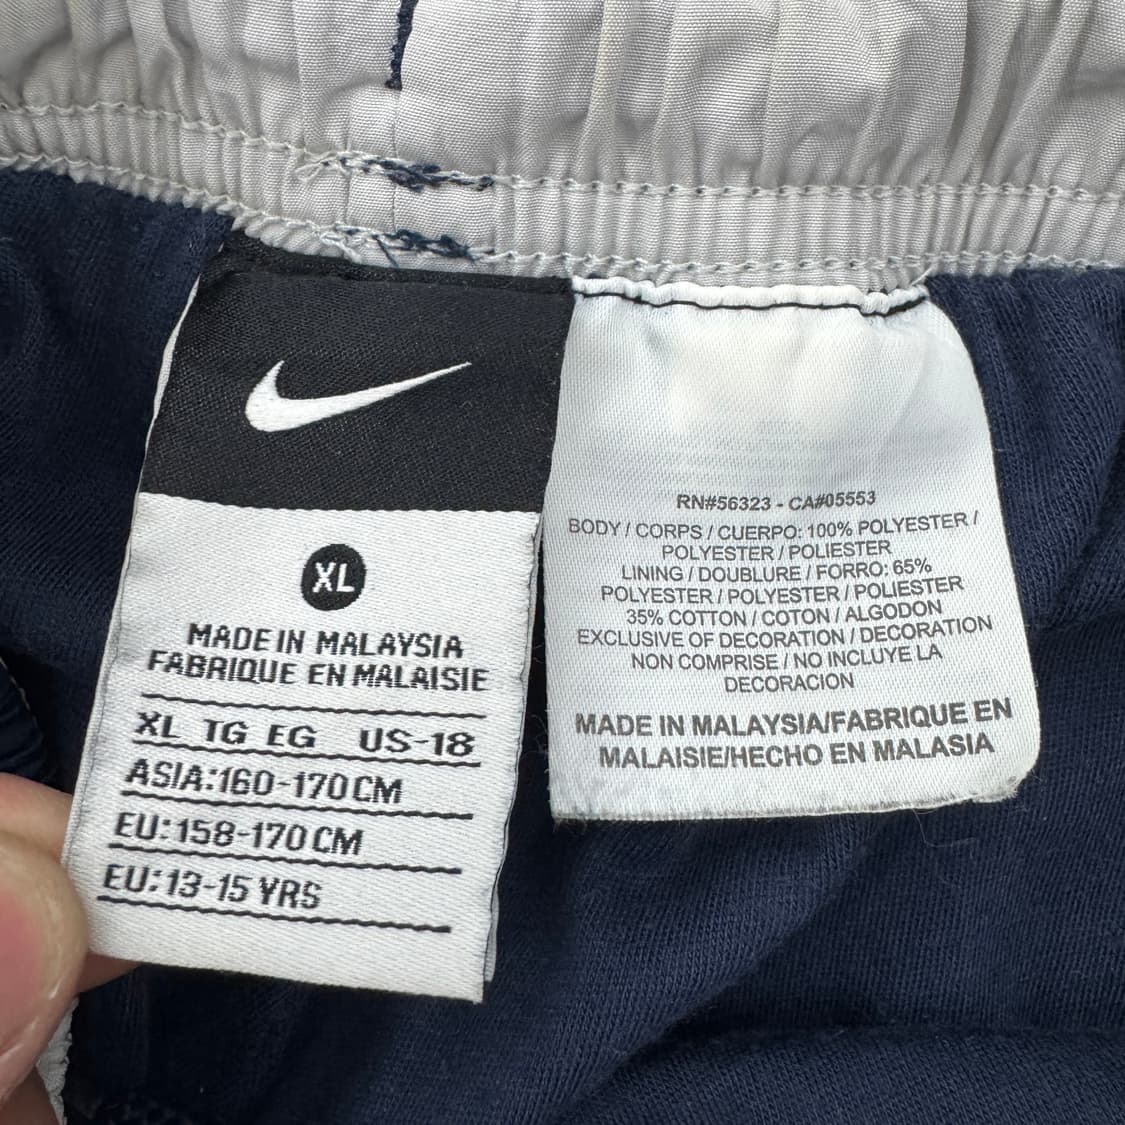 XL
MADE IN MALAYSIA
FABRIQUE EN MALAISIE
XL TG EG US-18
ASIA:160-170CM
EU:158-170CM
EU:13-15 YRS
RN#56323 - CA#05553
BODY / CORPS / CUERPO: 100% POLYESTER /
POLYESTER / POLIESTER
LINING / DOUBLURE / FORRO: 65%
POLYESTER / POLYESTER / POLIESTER
35% COTTON / COTON / ALGODON
EXCLUSIVE OF DECORATION / DECORATION
NON COMPRISE / NO INCLUYE LA
DECORACION
MADE IN MALAYSIA/FABRIQUE EN
MALAISIE/HECHO EN MALASIA